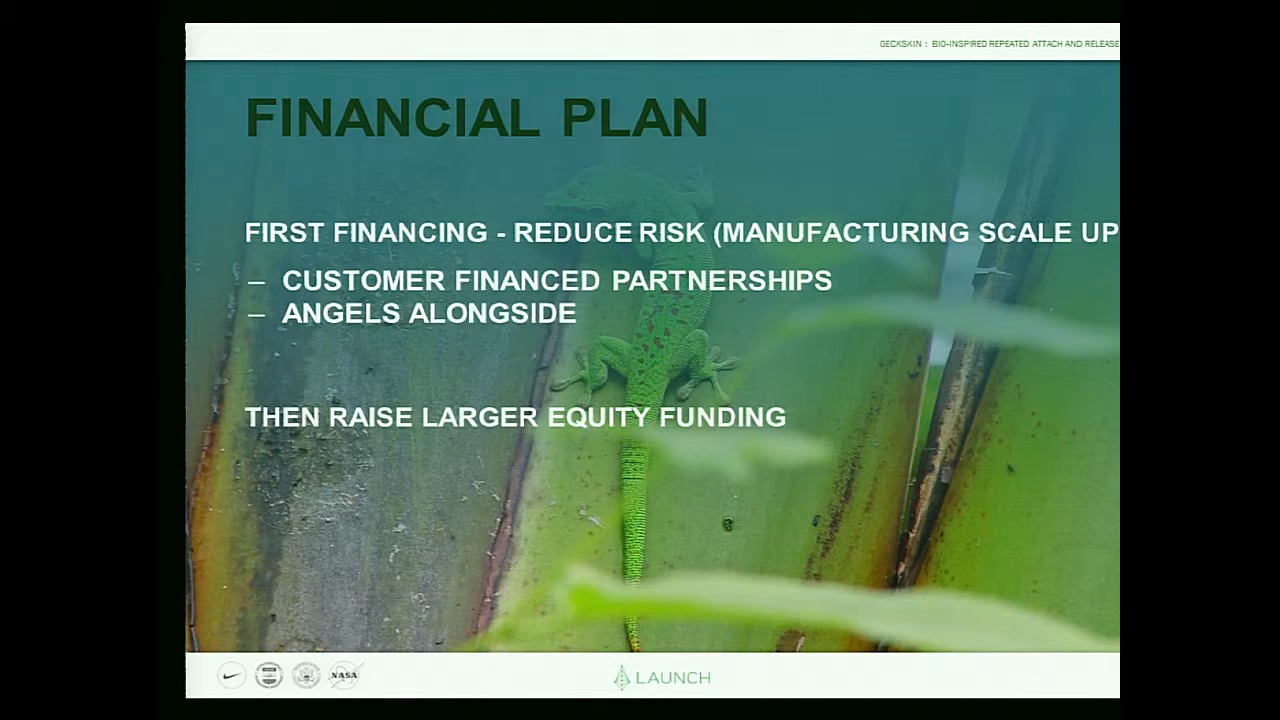 GECKSKIN : BIO-INSPIRED REPEATED ATTACH AND RELEASE
FINANCIAL PLAN
FIRST FINANCING - REDUCE RISK (MANUFACTURING SCALE UP
– CUSTOMER FINANCED PARTNERSHIPS
– ANGELS ALONGSIDE
THEN RAISE LARGER EQUITY FUNDING
NASA
LAUNCH